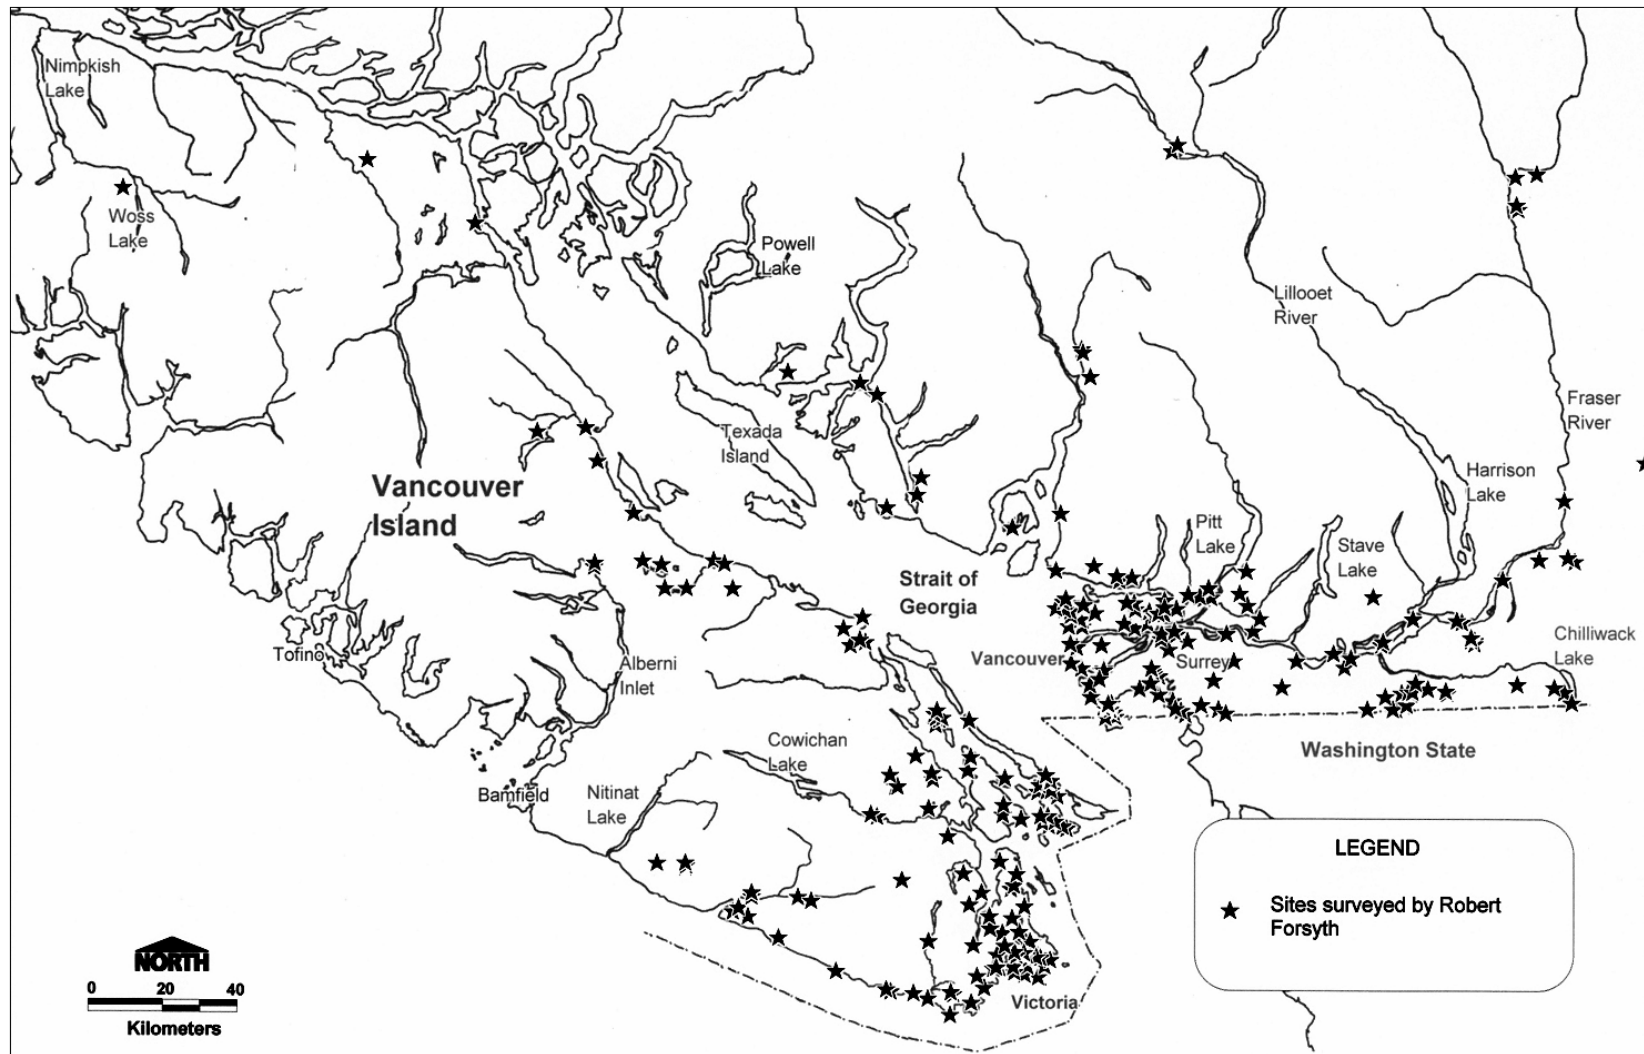 Nimpkish
Lake
Woss
Lake
Powell
Lake
Lillooet
River
Fraser
River
Texada
Island
Vancouver
Island
Harrison
Lake
Pitt
Lake
Stave
Lake
Strait of
Georgia
Tofino
Alberni
Inlet
Vancouver
Surrey
Chilliwack
Lake
Cowichan
Lake
Washington State
Bamfield
Nitinat
Lake
LEGEND
Sites surveyed by Robert
Forsyth
NORTH
0 20 40
Kilometers
Victoria